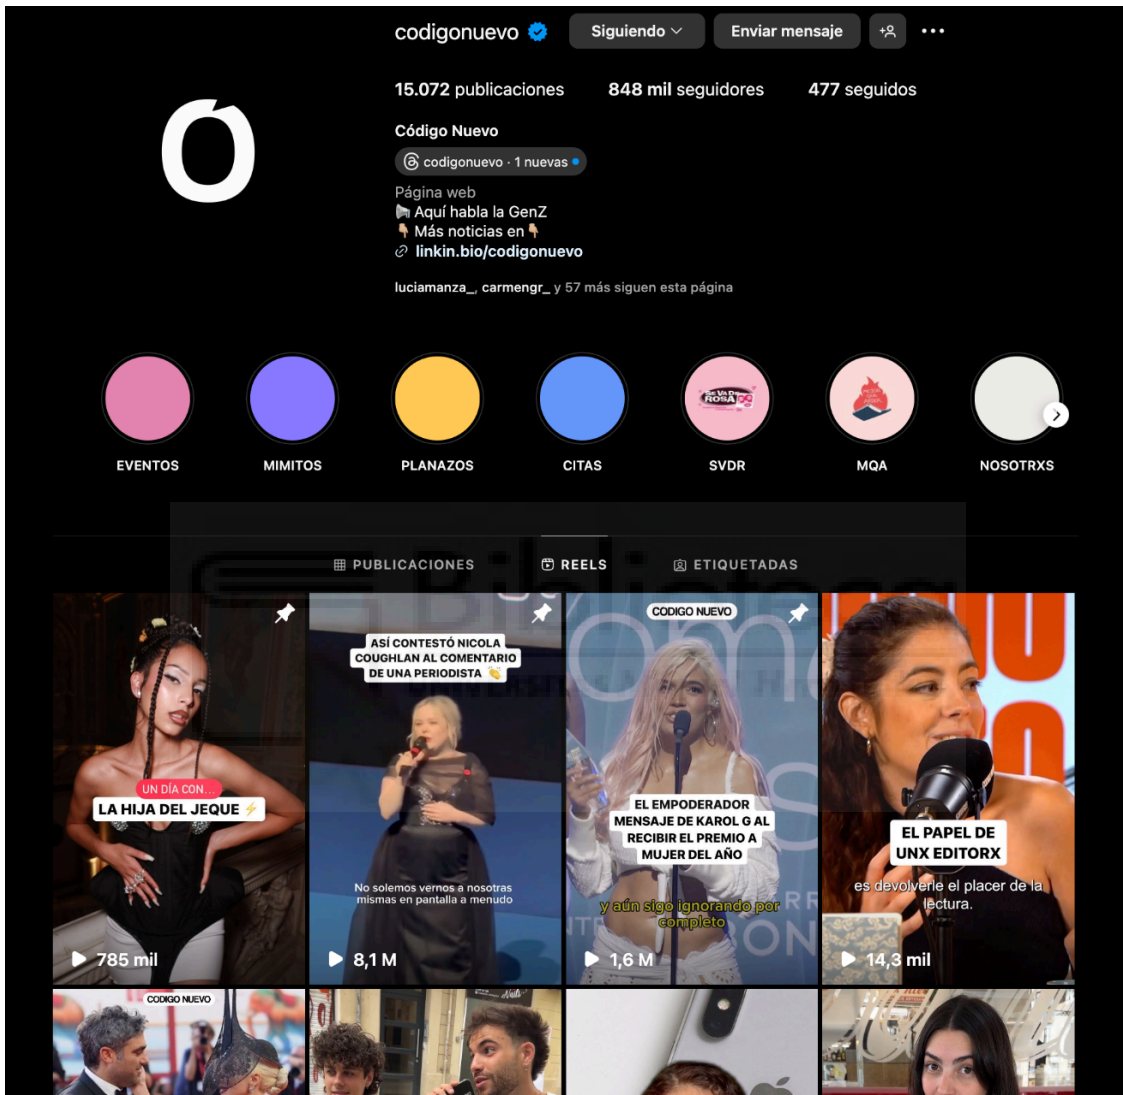 codigonuevo
Siguiendo
Enviar mensaje
15.072 publicaciones
848 mil seguidores
477 seguidos
Código Nuevo
codigonuevo · 1 nuevas
Página web
Aquí habla la GenZ
Más noticias en
linkin.bio/codigonuevo
luciamanza_, carmengr_ y 57 más siguen esta página
SE VA DE
ROSA
EVENTOS
MIMITOS
PLANAZOS
CITAS
SVDR
MQA
NOSOTRXS
PUBLICACIONES
REELS
ETIQUETADAS
Biblioteca
UN DÍA CON...
LA HIJA DEL JEQUE
785 mil
ASÍ CONTESTÓ NICOLA
COUGHLAN AL COMENTARIO
DE UNA PERIODISTA
No solemos vernos a nosotras
mismas en pantalla a menudo
8,1 M
CODIGO NUEVO
EL EMPODERADOR
MENSAJE DE KAROL G AL
RECIBIR EL PREMIO A
MUJER DEL AÑO
y aún sigo ignorando por
completo
1,6 M
EL PAPEL DE
UNX EDITORX
es devolverle el placer de la
lectura.
14,3 mil
CODIGO NUEVO